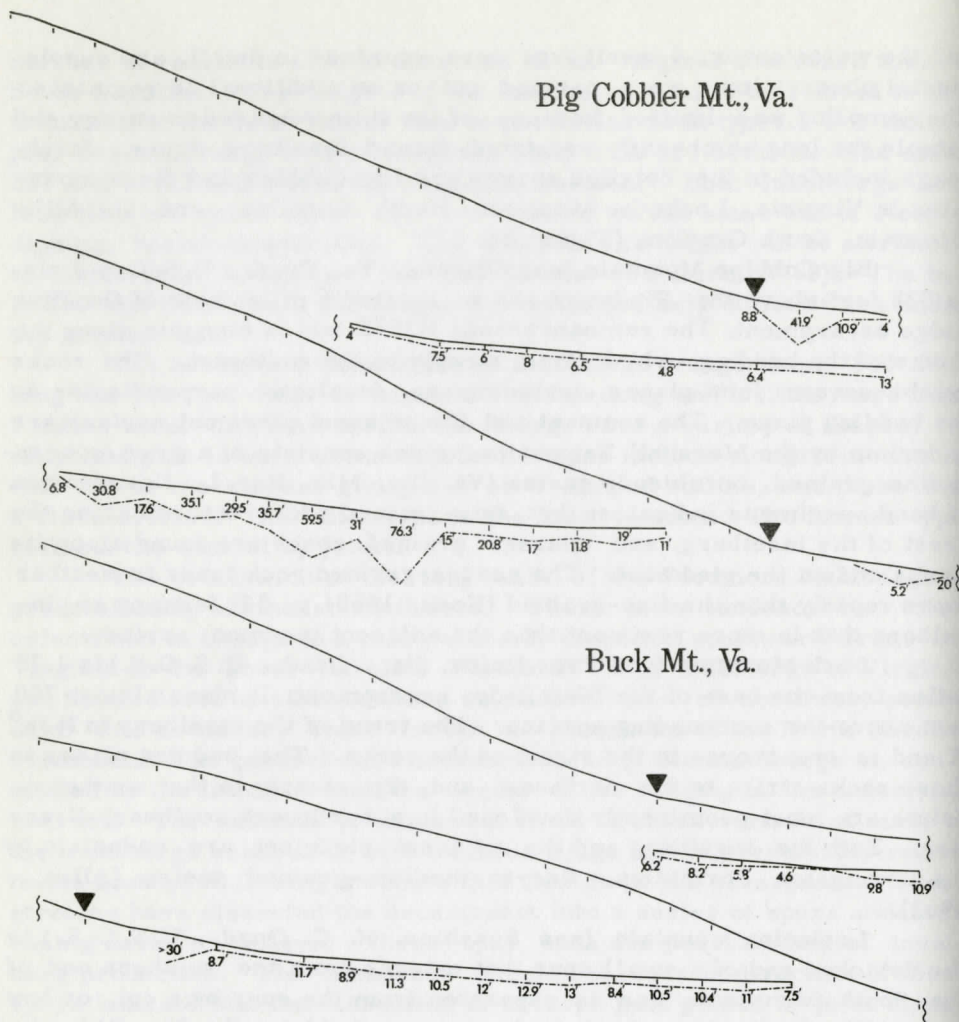 Big Cobbler Mt., Va.
8.8' 19' 10.9' 4'
4' 7.5' 6' 8' 6.5' 4.8' 6.4' 13'
6.8' 30.8' 17.6' 35.1' 29.5' 35.7' 59.5' 31' 76.3' 15' 20.8' 12' 11.8' 19' 11'
5.2' 20'
Buck Mt., Va.
6.2' 8.2' 5.9' 4.6' 9.8' 10.9'
30' 8.7' 11.7' 8.9' 11.3' 10.5' 12' 12.9' 13' 8.4' 10.5' 10.4' 11' 7.5'